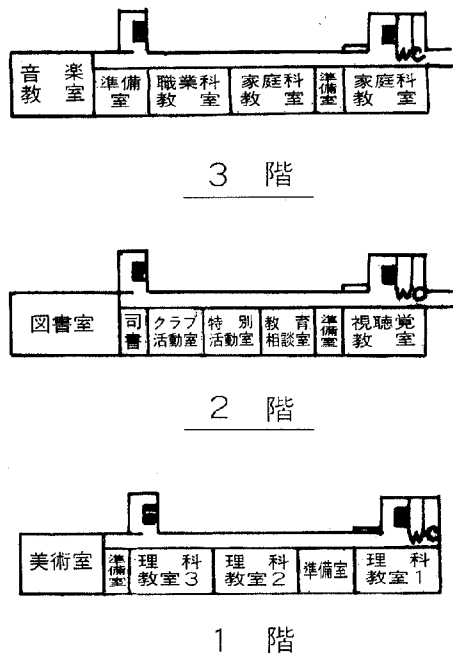 WC
音楽
教室
準備
室
職業科
教室
家庭科
教室
準備室
家庭科
教室
3階
WC
図書室
司書
クラブ
活動室
特別
活動室
教育
相談室
準備室
視聴覚
教室
2階
WC
美術室
準備室
理科
教室3
理科
教室2
準備室
理科
教室1
1階